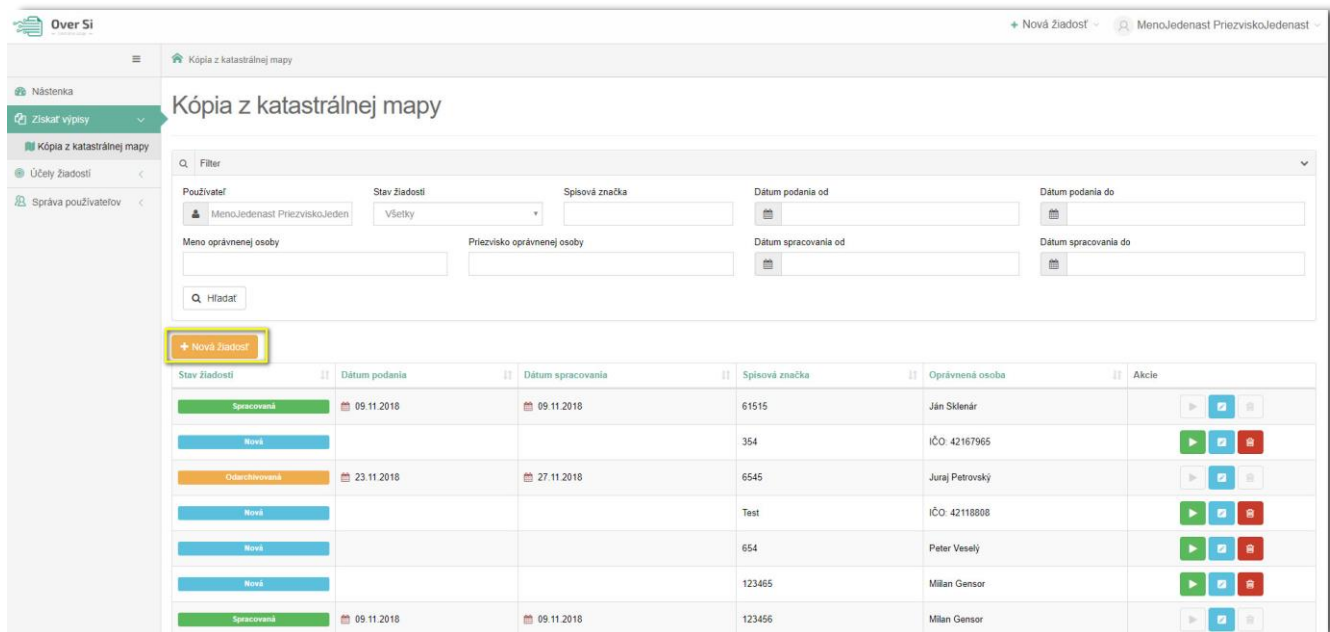 Over Si
+ Nová žiadosť MenoJedenast PriezviskoJedenast
Kópia z katastrálnej mapy
Nástenka
Získať výpisy
Kópia z katastrálnej mapy
Účely žiadostí
Správa používateľov
Kópia z katastrálnej mapy
Filter
Používateľ Stav žiadosti Spisová značka Dátum podania od Dátum podania do
MenoJedenast PriezviskoJeden Všetky
Meno oprávnenej osoby Priezvisko oprávnenej osoby Dátum spracovania od Dátum spracovania do
Hľadať
+ Nová žiadosť
Stav žiadosti Dátum podania Dátum spracovania Spisová značka Oprávnená osoba Akcie
Spracovaná 09.11.2018 09.11.2018 61515 Ján Sklenár
Nová 354 IČO: 42167965
Odarchivovaná 23.11.2018 27.11.2018 6545 Juraj Petrovský
Nová Test IČO: 42118808
Nová 654 Peter Veselý
Nová 123465 Miilan Gensor
Spracovaná 09.11.2018 09.11.2018 123456 Milan Gensor